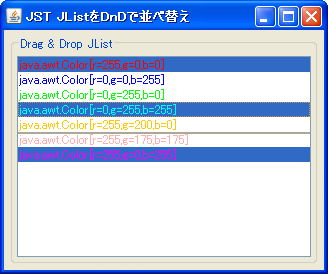 JST JListをDnDで並べ替え
Drag & Drop JList
java.awt.Color[r=255,g=0,b=0]
java.awt.Color[r=0,g=0,b=255]
java.awt.Color[r=0,g=255,b=0]
java.awt.Color[r=0,g=255,b=255]
java.awt.Color[r=255,g=200,b=0]
java.awt.Color[r=255,g=175,b=175]
java.awt.Color[r=255,g=0,b=255]